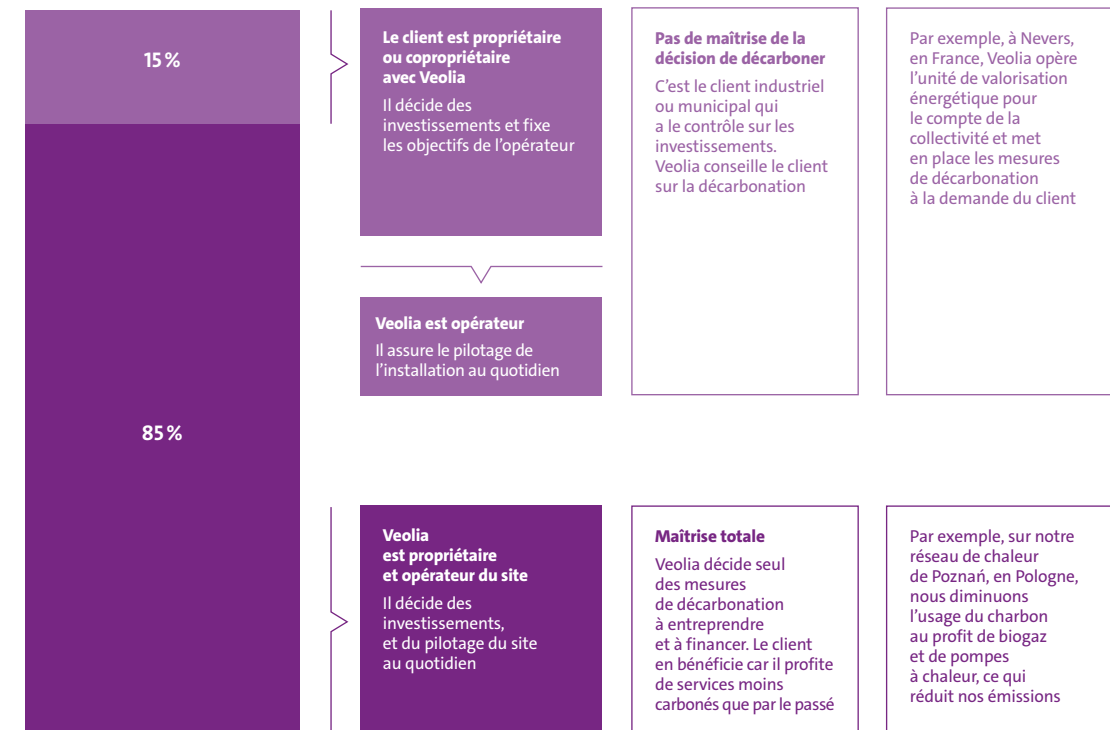 15 %
Le client est propriétaire
ou copropriétaire
avec Veolia
Il décide des
investissements et fixe
les objectifs de l’opérateur
Pas de maîtrise de la
décision de décarboner
C’est le client industriel
ou municipal qui
a le contrôle sur les
investissements.
Veolia conseille le client
sur la décarbonation
Par exemple, à Nevers,
en France, Veolia opère
l’unité de valorisation
énergétique pour
le compte de la
collectivité et met
en place les mesures
de décarbonation
à la demande du client
Veolia est opérateur
Il assure le pilotage de
l’installation au quotidien
85 %
Veolia
est propriétaire
et opérateur du site
Il décide des
investissements,
et du pilotage du site
au quotidien
Maîtrise totale
Veolia décide seul
des mesures
de décarbonation
à entreprendre
et à financer. Le client
en bénéficie car il profite
de services moins
carbonés que par le passé
Par exemple, sur notre
réseau de chaleur
de Poznań, en Pologne,
nous diminuons
l’usage du charbon
au profit de biogaz
et de pompes
à chaleur, ce qui
réduit nos émissions